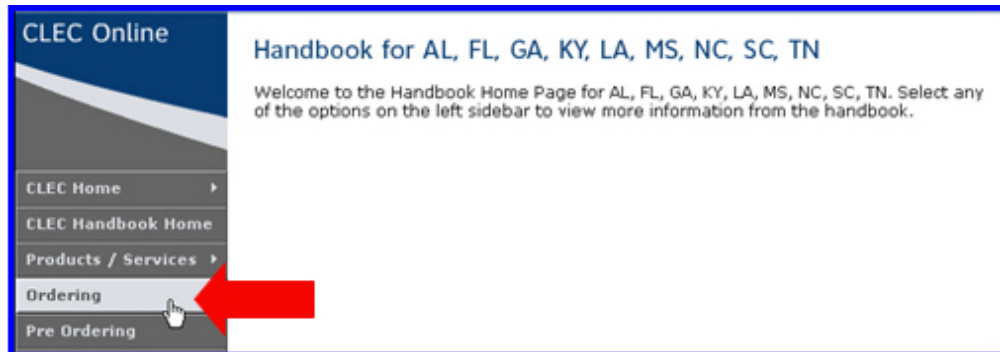 CLEC Online
Handbook for AL, FL, GA, KY, LA, MS, NC, SC, TN
Welcome to the Handbook Home Page for AL, FL, GA, KY, LA, MS, NC, SC, TN. Select any
of the options on the left sidebar to view more information from the handbook.
CLEC Home
CLEC Handbook Home
Products / Services
Ordering
Pre Ordering